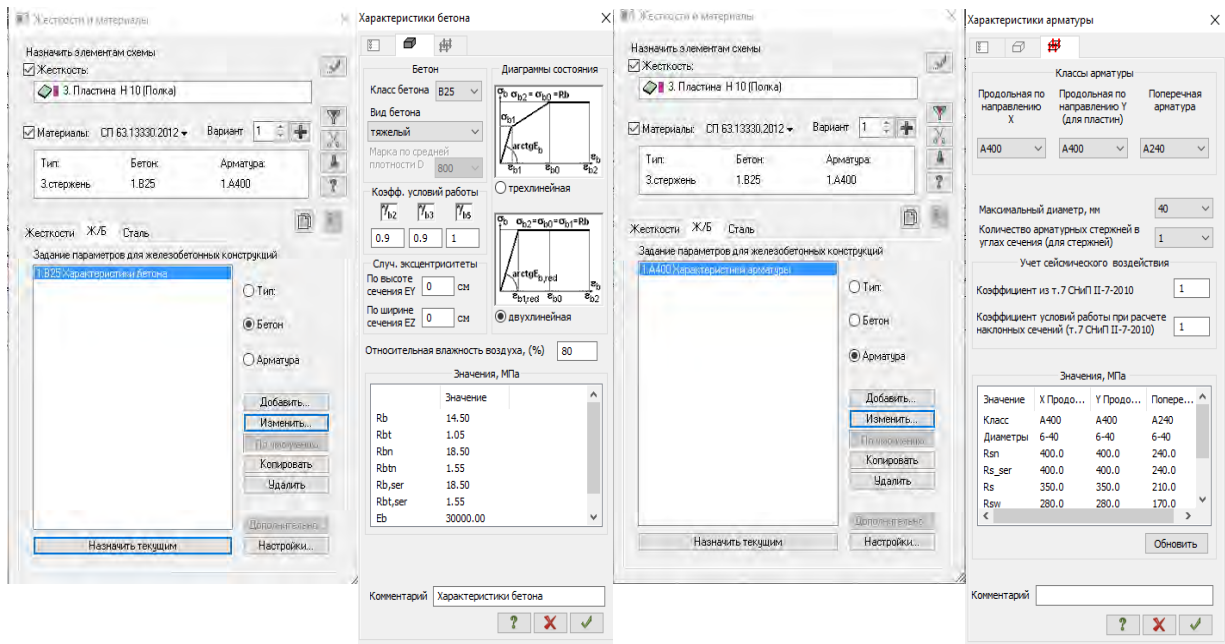 Жесткости и материалы
Назначить элементам схемы
Жесткость:
3. Пластина H 10 (Полка)
Материалы: СП 63.13330.2012 Вариант 1
Тип: Бетон: Арматура:
3.стержень 1.B25 1.A400
Жесткости Ж/Б Сталь
Задание параметров для железобетонных конструкций
1.B25 Характеристики бетона
Тип:
Бетон
Арматура
Добавить...
Изменить...
По умолчанию
Копировать
Удалить
Дополнительно
Назначить текущим Настройки...
Характеристики бетона
Бетон
Класс бетона B25
Вид бетона
тяжелый
Марка по средней
плотности D 800
Коэфф. условий работы
γb2 γb3 γb5
0.9 0.9 1
Случ. эксцентриситеты
По высоте
сечения EY 0 см
По ширине
сечения EZ 0 см
Диаграммы состояния
σb σb2=σb0=Rb
σb1
arctgEb
εb
εb1 εb0 εb2
трехлинейная
σb σb2=σb0=σb1=Rb
arctgEb,red
εb
εbt,red εb0 εb2
двухлинейная
Относительная влажность воздуха, (%) 80
Значения, МПа
Значение
Rb 14.50
Rbt 1.05
Rbn 18.50
Rbtn 1.55
Rb,ser 18.50
Rbt,ser 1.55
Eb 30000.00
Комментарий Характеристики бетона
?
Жесткости и материалы
Назначить элементам схемы
Жесткость:
3. Пластина H 10 (Полка)
Материалы: СП 63.13330.2012 Вариант 1
Тип: Бетон: Арматура:
3.стержень 1.B25 1.A400
Жесткости Ж/Б Сталь
Задание параметров для железобетонных конструкций
1.A400 Характеристики арматуры
Тип:
Бетон
Арматура
Добавить...
Изменить...
По умолчанию
Копировать
Удалить
Дополнительно
Назначить текущим Настройки...
Характеристики арматуры
Классы арматуры
Продольная по направлению X
Продольная по направлению Y (для пластин)
Поперечная арматура
A400 A400 A240
Максимальный диаметр, мм 40
Количество арматурных стержней в
углах сечения (для стержней) 1
Учет сейсмического воздействия
Коэффициент из т.7 СНиП II-7-2010 1
Коэффициент условий работы при расчете
наклонных сечений (т.7 СНиП II-7-2010) 1
Значения, МПа
Значение X Продо... Y Продо... Попере...
Класс A400 A400 A240
Диаметры 6-40 6-40 6-40
Rsn 400.0 400.0 240.0
Rs_ser 400.0 400.0 240.0
Rs 350.0 350.0 210.0
Rsw 280.0 280.0 170.0
Обновить
Комментарий
?